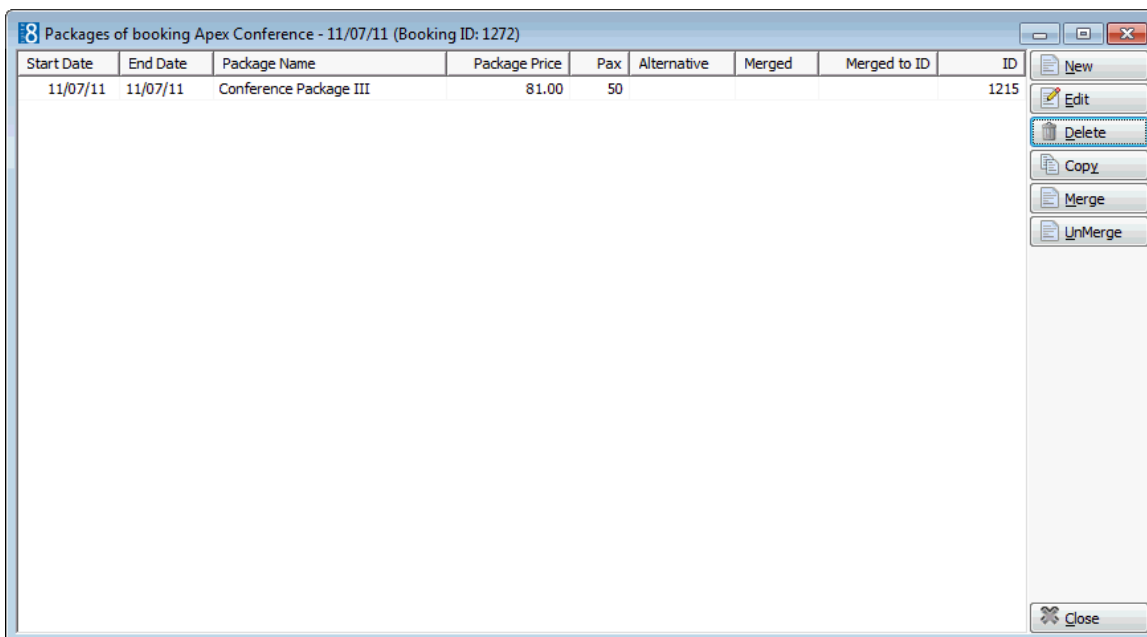 8 Packages of booking Apex Conference - 11/07/11 (Booking ID: 1272)
Start Date End Date Package Name Package Price Pax Alternative Merged Merged to ID ID
11/07/11 11/07/11 Conference Package III 81.00 50 1215
New
Edit
Delete
Copy
Merge
UnMerge
Close